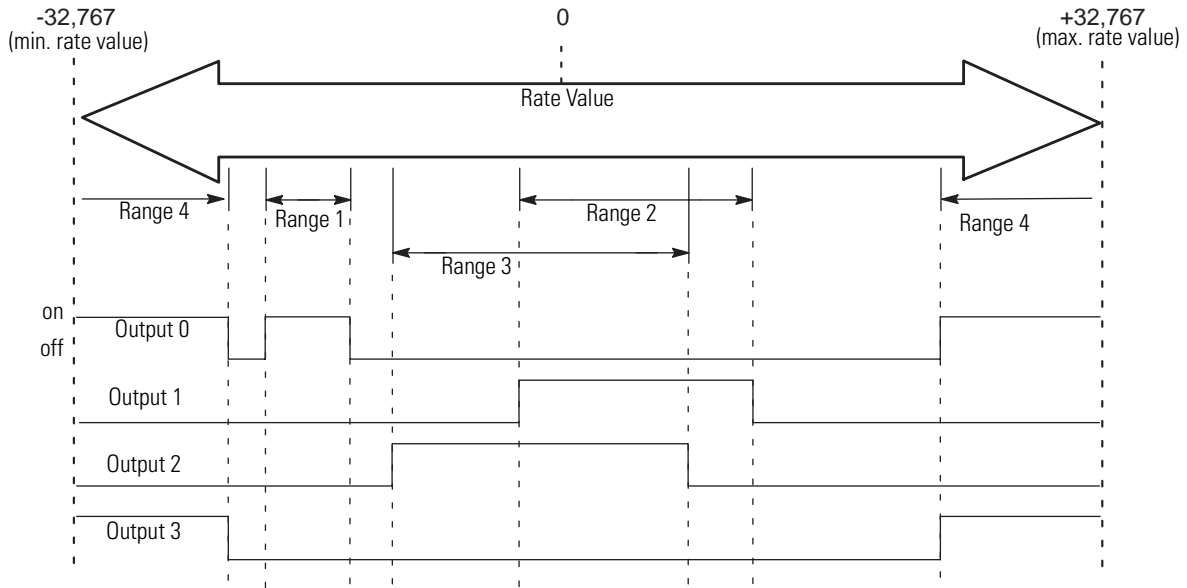 -32,767
(min. rate value)
0
+32,767
(max. rate value)
Rate Value
Range 4
Range 1
Range 2
Range 4
Range 3
on
Output 0
off
Output 1
Output 2
Output 3